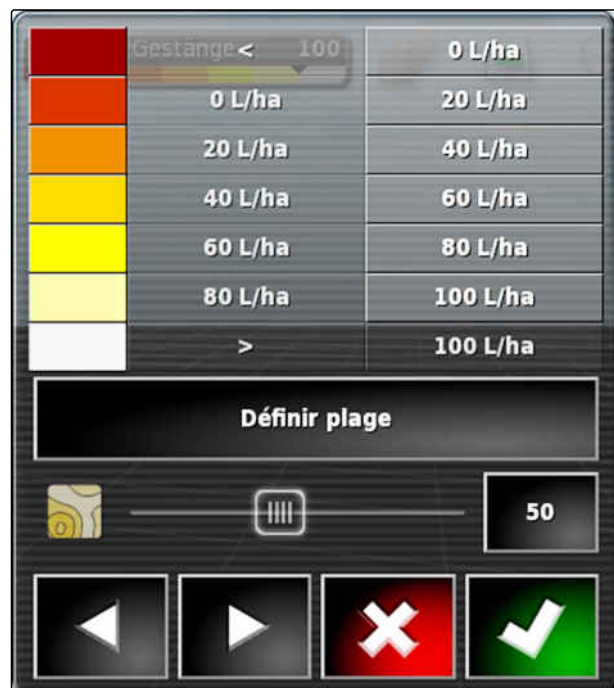 Gestänge < 100 0 L/ha
0 L/ha 20 L/ha
20 L/ha 40 L/ha
40 L/ha 60 L/ha
60 L/ha 80 L/ha
80 L/ha 100 L/ha
> 100 L/ha
Définir plage
50